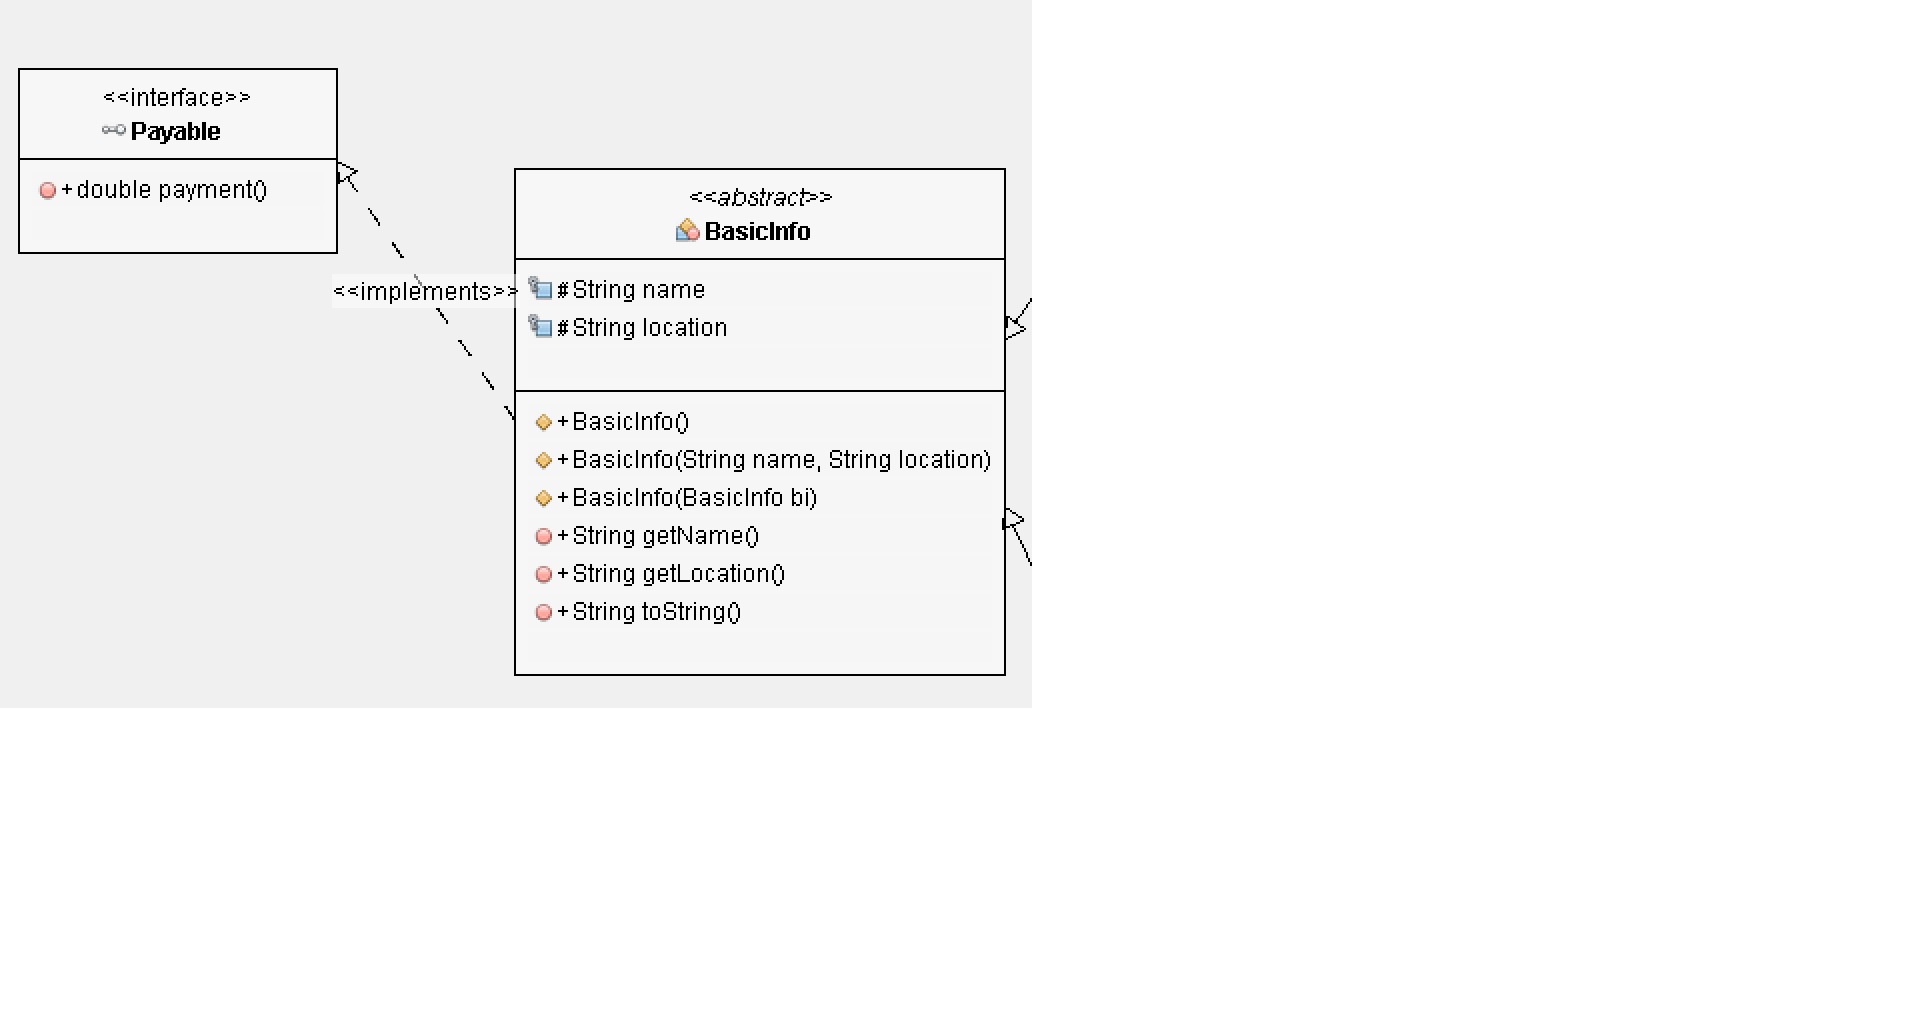 <<interface>>
Payable
+ double payment()
<<implements>>
<<abstract>>
BasicInfo
# String name
# String location
+ BasicInfo()
+ BasicInfo(String name, String location)
+ BasicInfo(BasicInfo bi)
+ String getName()
+ String getLocation()
+ String toString()